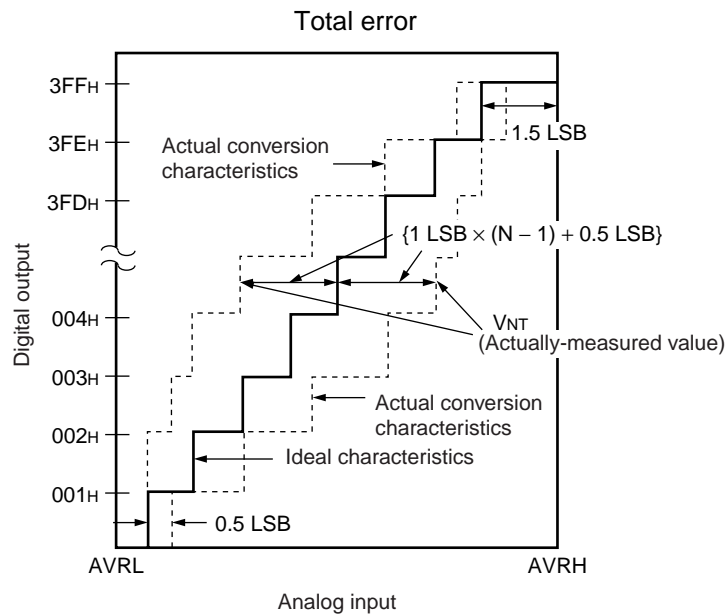 Total error
3FFH
3FEH
3FDH
004H
003H
002H
001H
Digital output
Actual conversion
characteristics
1.5 LSB
{1 LSB × (N − 1) + 0.5 LSB}
VNT
(Actually-measured value)
Actual conversion
characteristics
Ideal characteristics
0.5 LSB
AVRL
AVRH
Analog input